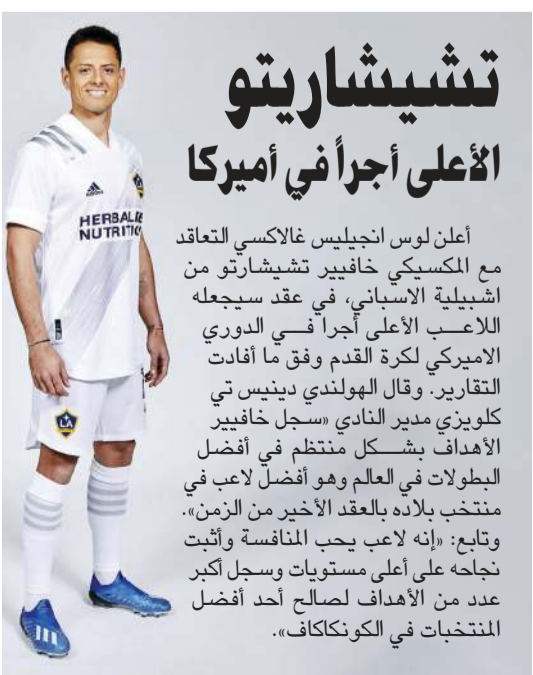 تشيشاريتو
الأعلى أجراً في أميركا
أعلن لوس انجيليس غالاكسي التعاقد
مع المكسيكي خافيير تشيشارتو من
اشبيلية الاسباني، في عقد سيجعله
اللاعب الأعلى أجرا في الدوري
الاميركي لكرة القدم وفق ما أفادت
التقارير. وقال الهولندي دينيس تي
كلويزي مدير النادي «سجل خافيير
الأهداف بشكل منتظم في أفضل
البطولات في العالم وهو أفضل لاعب في
منتخب بلاده بالعقد الأخير من الزمن».
وتابع: «إنه لاعب يحب المنافسة وأثبت
نجاحه على أعلى مستويات وسجل أكبر
عدد من الأهداف لصالح أحد أفضل
المنتخبات في الكونكاكاف».
adidas
HERBALIFE
NUTRITION
LA